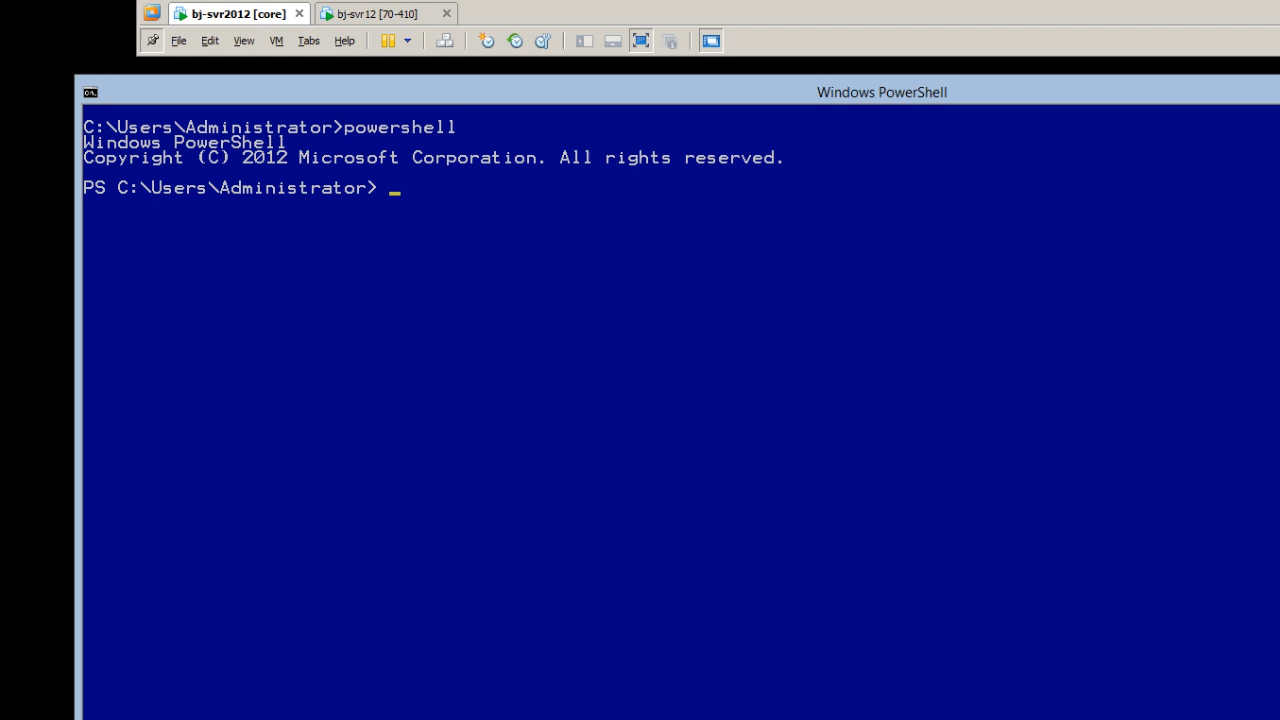 bj-svr2012 [core]
bj-svr12 [70-410]
File Edit View VM Tabs Help
Windows PowerShell
C:\Users\Administrator>powershell
Windows PowerShell
Copyright (C) 2012 Microsoft Corporation. All rights reserved.
PS C:\Users\Administrator> _